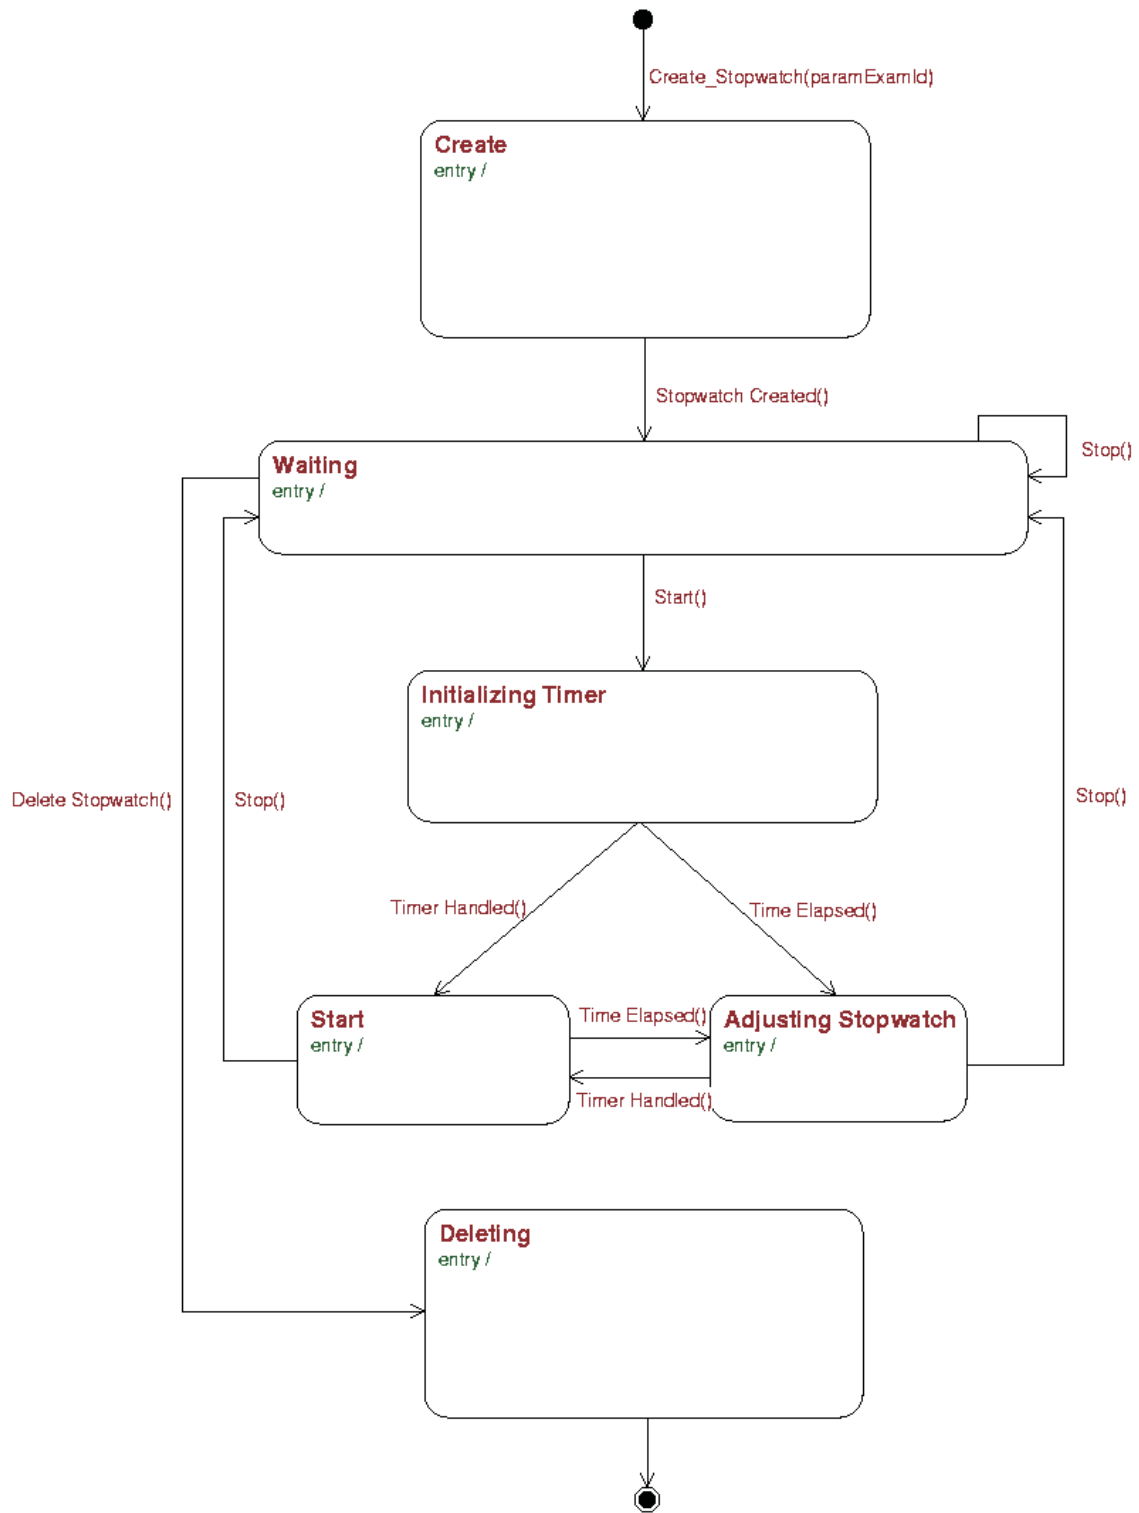 Create_Stopwatch(paramExamId)
Create
entry /
Stopwatch Created()
Stop()
Waiting
entry /
Start()
Initializing Timer
entry /
Delete Stopwatch()
Stop()
Stop()
Timer Handled()
Time Elapsed()
Start
entry /
Time Elapsed()
Adjusting Stopwatch
entry /
Timer Handled()
Deleting
entry /